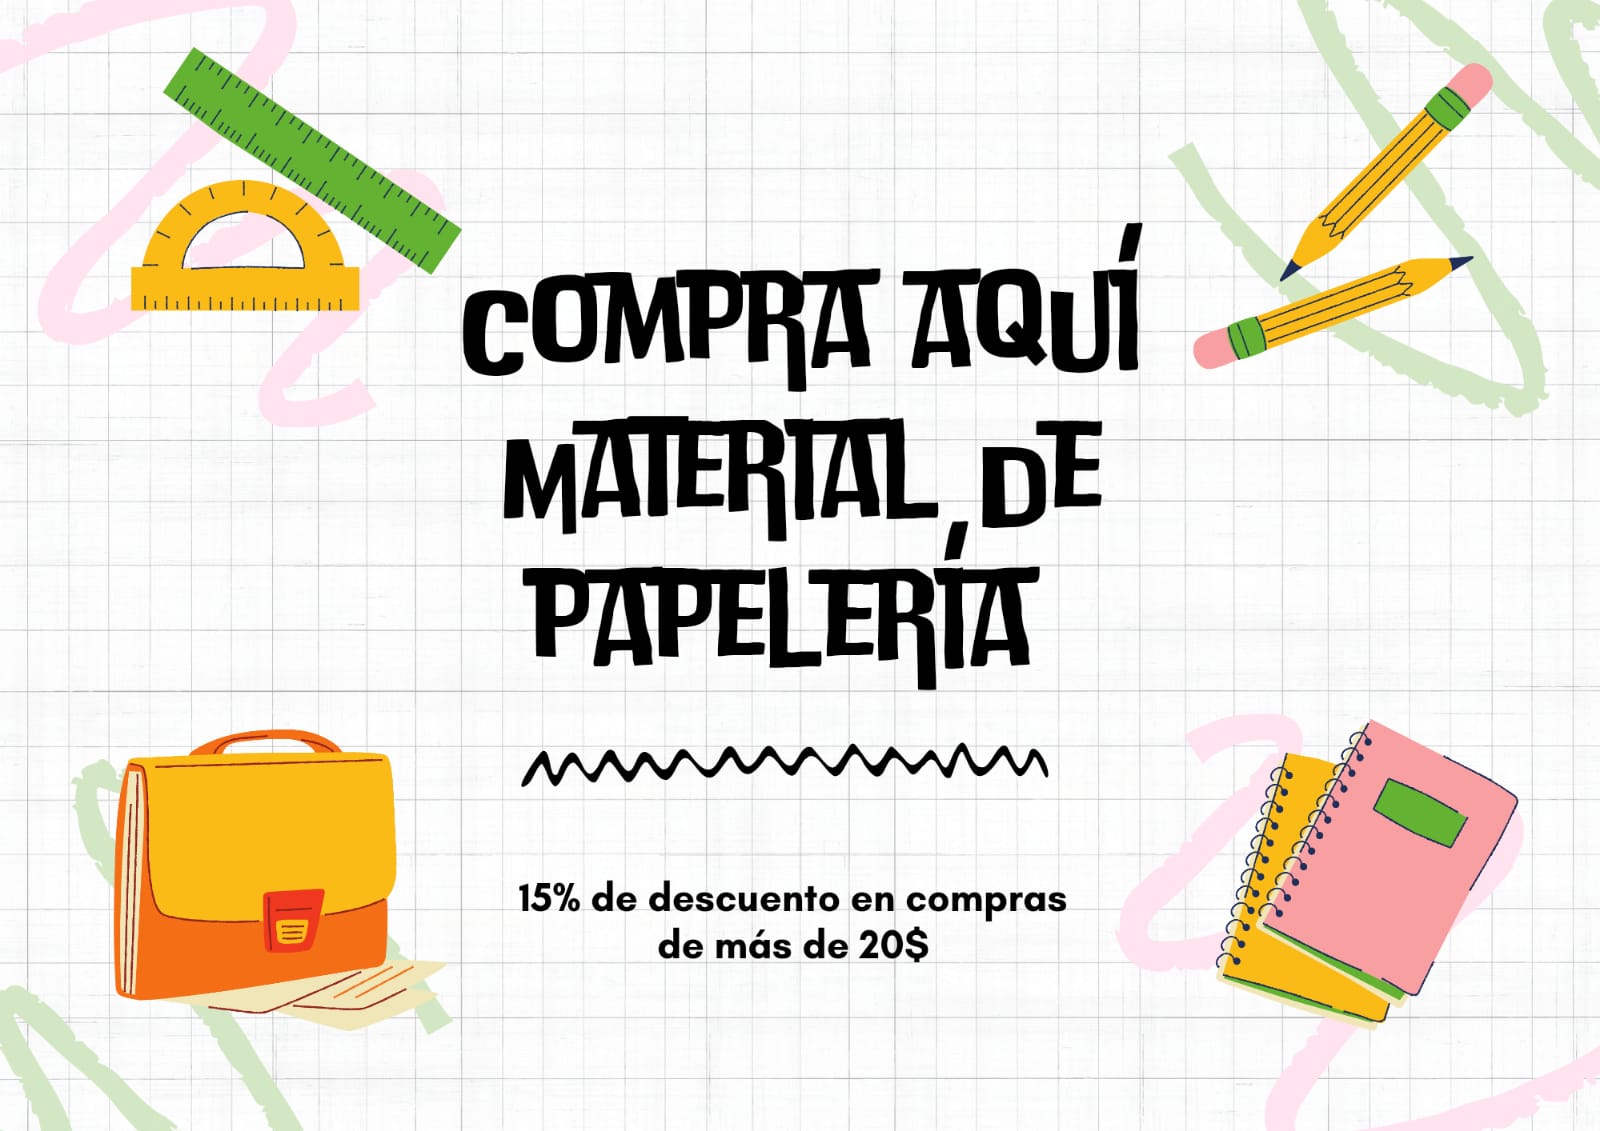 COMPRA AQUÍ
MATERIAL DE
PAPELERÍA
15% de descuento en compras
de más de 20$